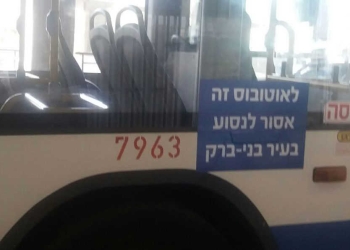 לאוטובוס זה
אסור לנסוע
בעיר בני-ברק
7963